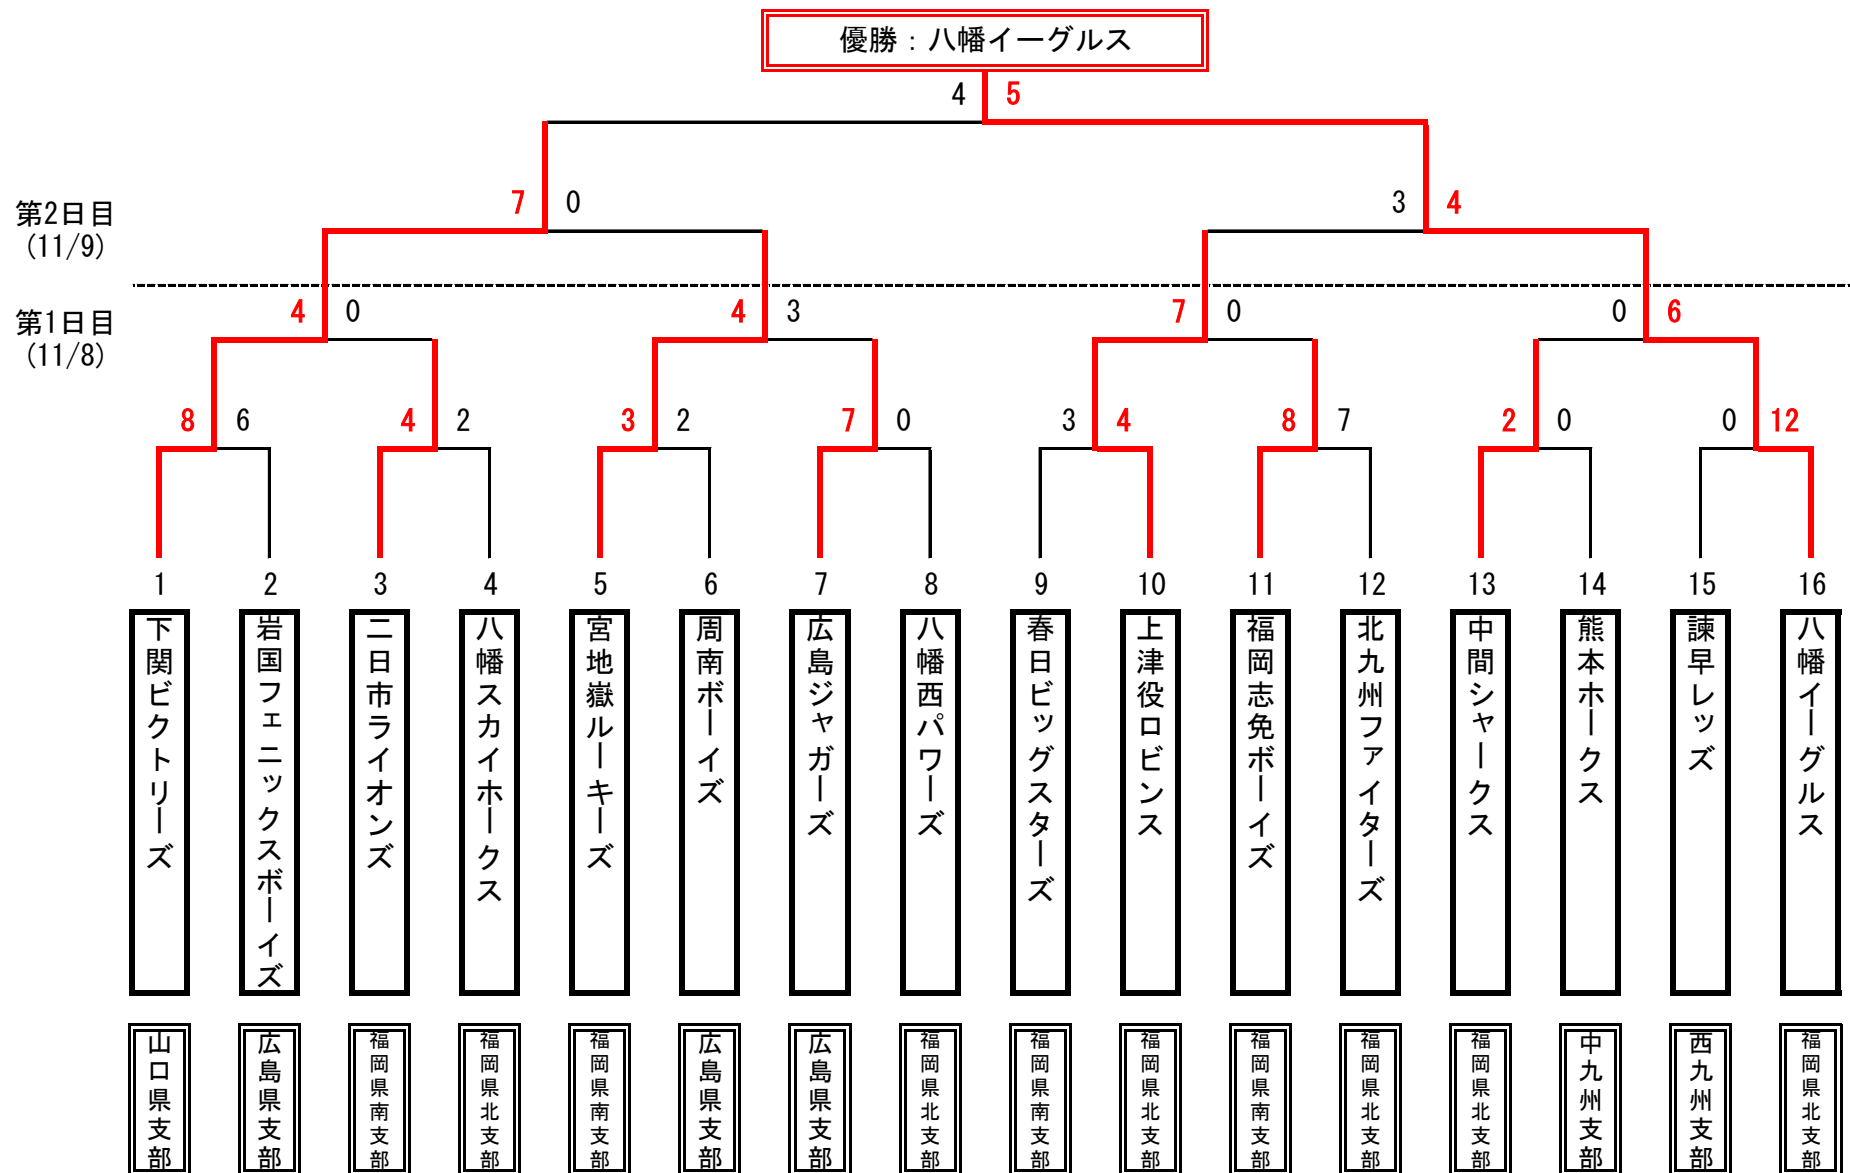 優勝：八幡イーグルス
4 5
7 0 3 4
第2日目
(11/9)
4 0 4 3 7 0 0 6
第1日目
(11/8)
8 6 4 2 3 2 7 0 3 4 8 7 2 0 0 12
1 2 3 4 5 6 7 8 9 10 11 12 13 14 15 16
下関ビクトリーズ
岩国フェニックスボーイズ
二日市ライオンズ
八幡スカイホークス
宮地嶽ルーキーズ
周南ボーイズ
広島ジャガーズ
八幡西パワーズ
春日ビッグスターズ
上津役ロビンス
福岡志免ボーイズ
北九州ファイターズ
中間シャークス
熊本ホークス
諫早レッズ
八幡イーグルス
山口県支部
広島県支部
福岡県南支部
福岡県北支部
福岡県南支部
広島県支部
広島県支部
福岡県北支部
福岡県南支部
福岡県北支部
福岡県南支部
福岡県北支部
福岡県北支部
中九州支部
西九州支部
福岡県北支部